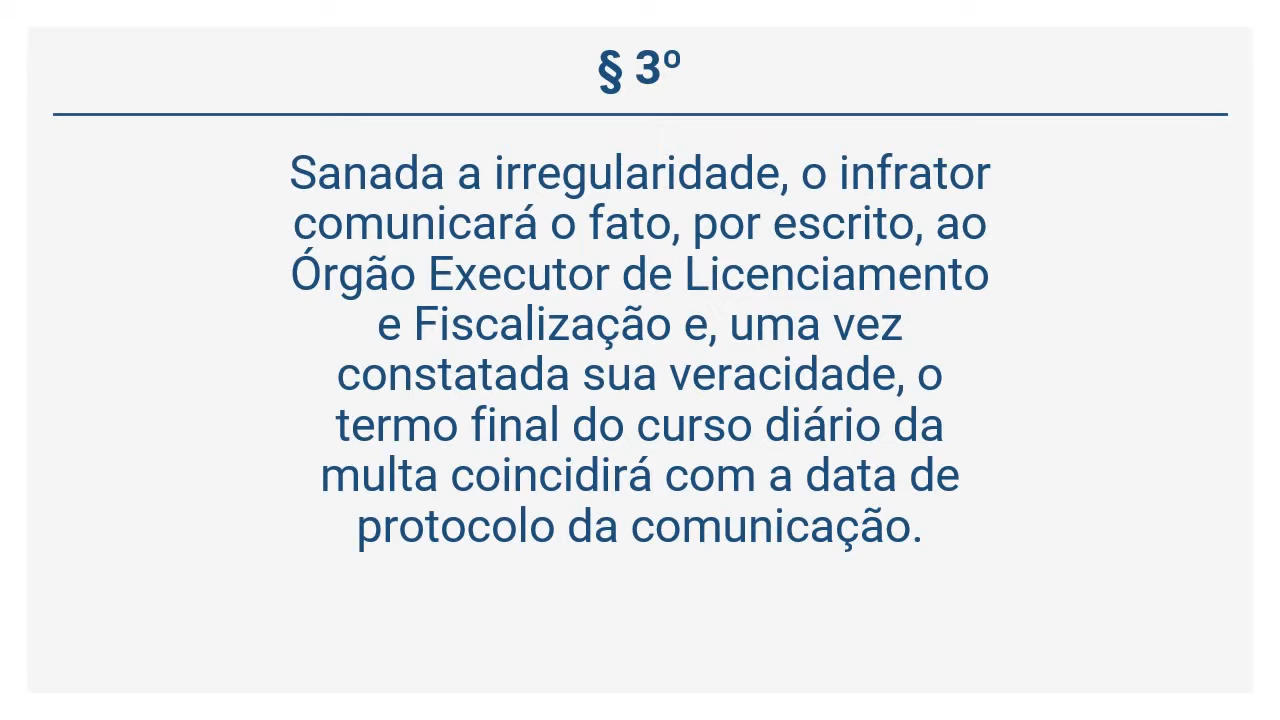 § 3º
Sanada a irregularidade, o infrator
comunicará o fato, por escrito, ao
Órgão Executor de Licenciamento
e Fiscalização e, uma vez
constatada sua veracidade, o
termo final do curso diário da
multa coincidirá com a data de
protocolo da comunicação.